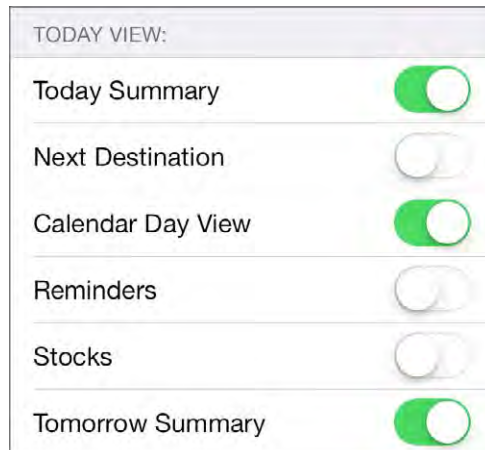 TODAY VIEW:
Today Summary
Next Destination
Calendar Day View
Reminders
Stocks
Tomorrow Summary